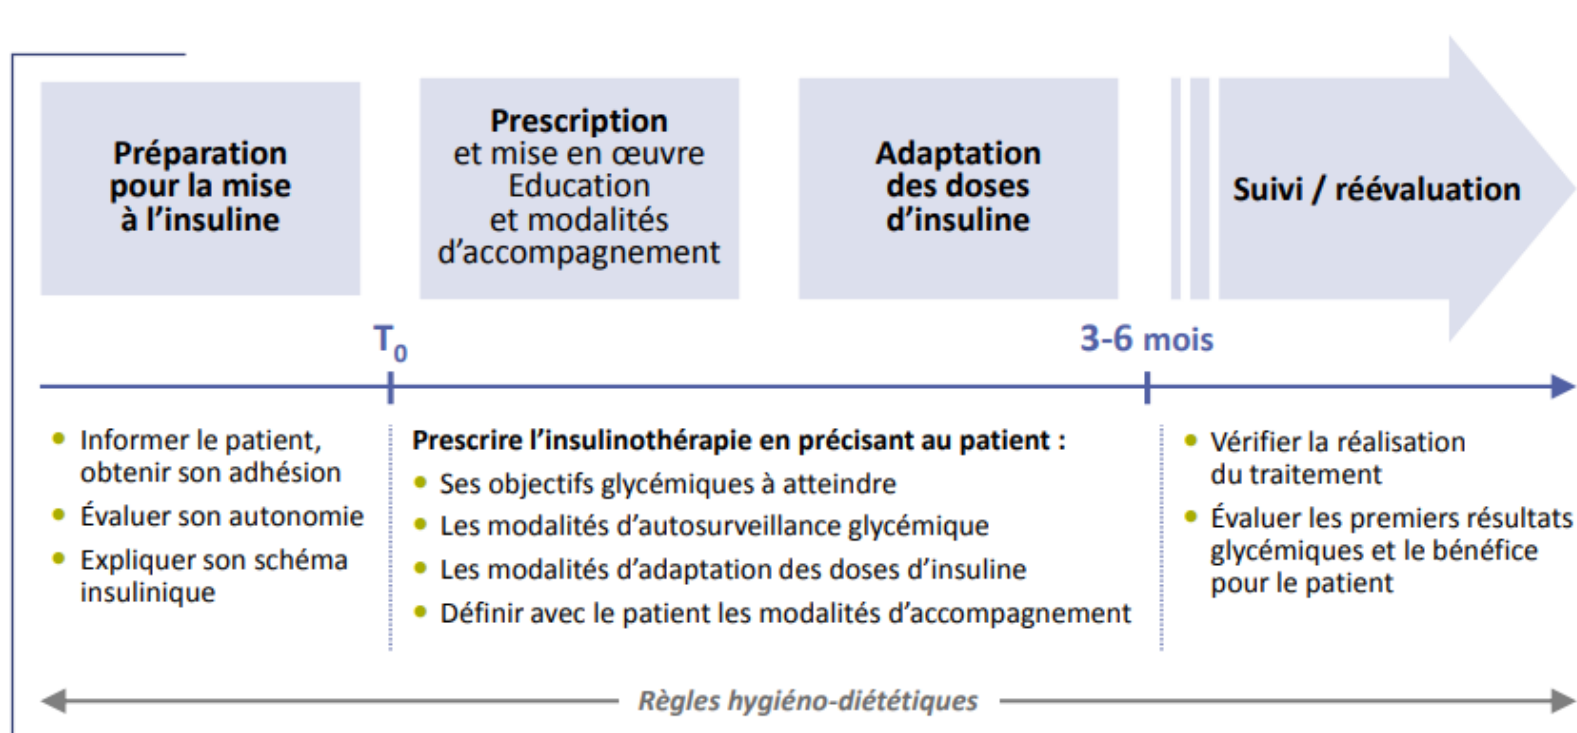 Préparation
pour la mise
à l’insuline
Prescription
et mise en œuvre
Education
et modalités
d’accompagnement
Adaptation
des doses
d’insuline
Suivi / réévaluation
T0
3-6 mois
• Informer le patient,
obtenir son adhésion
• Évaluer son autonomie
• Expliquer son schéma
insulinique
Prescrire l’insulinothérapie en précisant au patient :
• Ses objectifs glycémiques à atteindre
• Les modalités d’autosurveillance glycémique
• Les modalités d’adaptation des doses d’insuline
• Définir avec le patient les modalités d’accompagnement
• Vérifier la réalisation
du traitement
• Évaluer les premiers résultats
glycémiques et le bénéfice
pour le patient
Règles hygiéno-diététiques